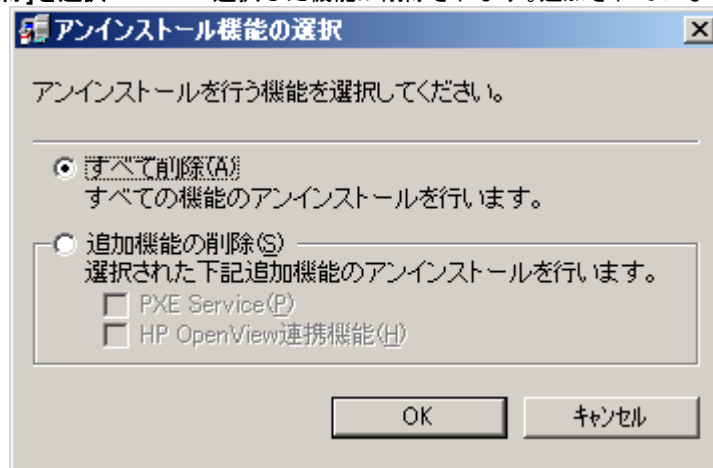 アンインストール機能の選択
アンインストールを行う機能を選択してください。
すべて削除(A)
すべての機能のアンインストールを行います。
追加機能の削除(S)
選択された下記追加機能のアンインストールを行います。
PXE Service(P)
HP OpenView連携機能(H)
OK
キャンセル